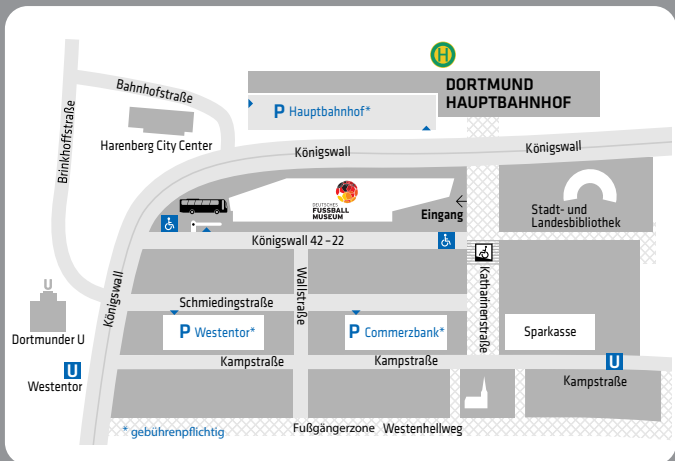 H
DORTMUND
HAUPTBAHNHOF
Bahnhofstraße
P Hauptbahnhof*
Brinkhoffstraße
Harenberg City Center
Königswall
Königswall
DEUTSCHES
FUSSBALL
MUSEUM
Eingang
Stadt- und
Landesbibliothek
Königswall 42 – 22
Königswall
Wallstraße
Katharinenstraße
Schmiedingstraße
U
Dortmunder U
P Westentor*
P Commerzbank*
Sparkasse
Kampstraße
Kampstraße
U
Westentor
U
Kampstraße
* gebührenpflichtig
Fußgängerzone Westenhellweg